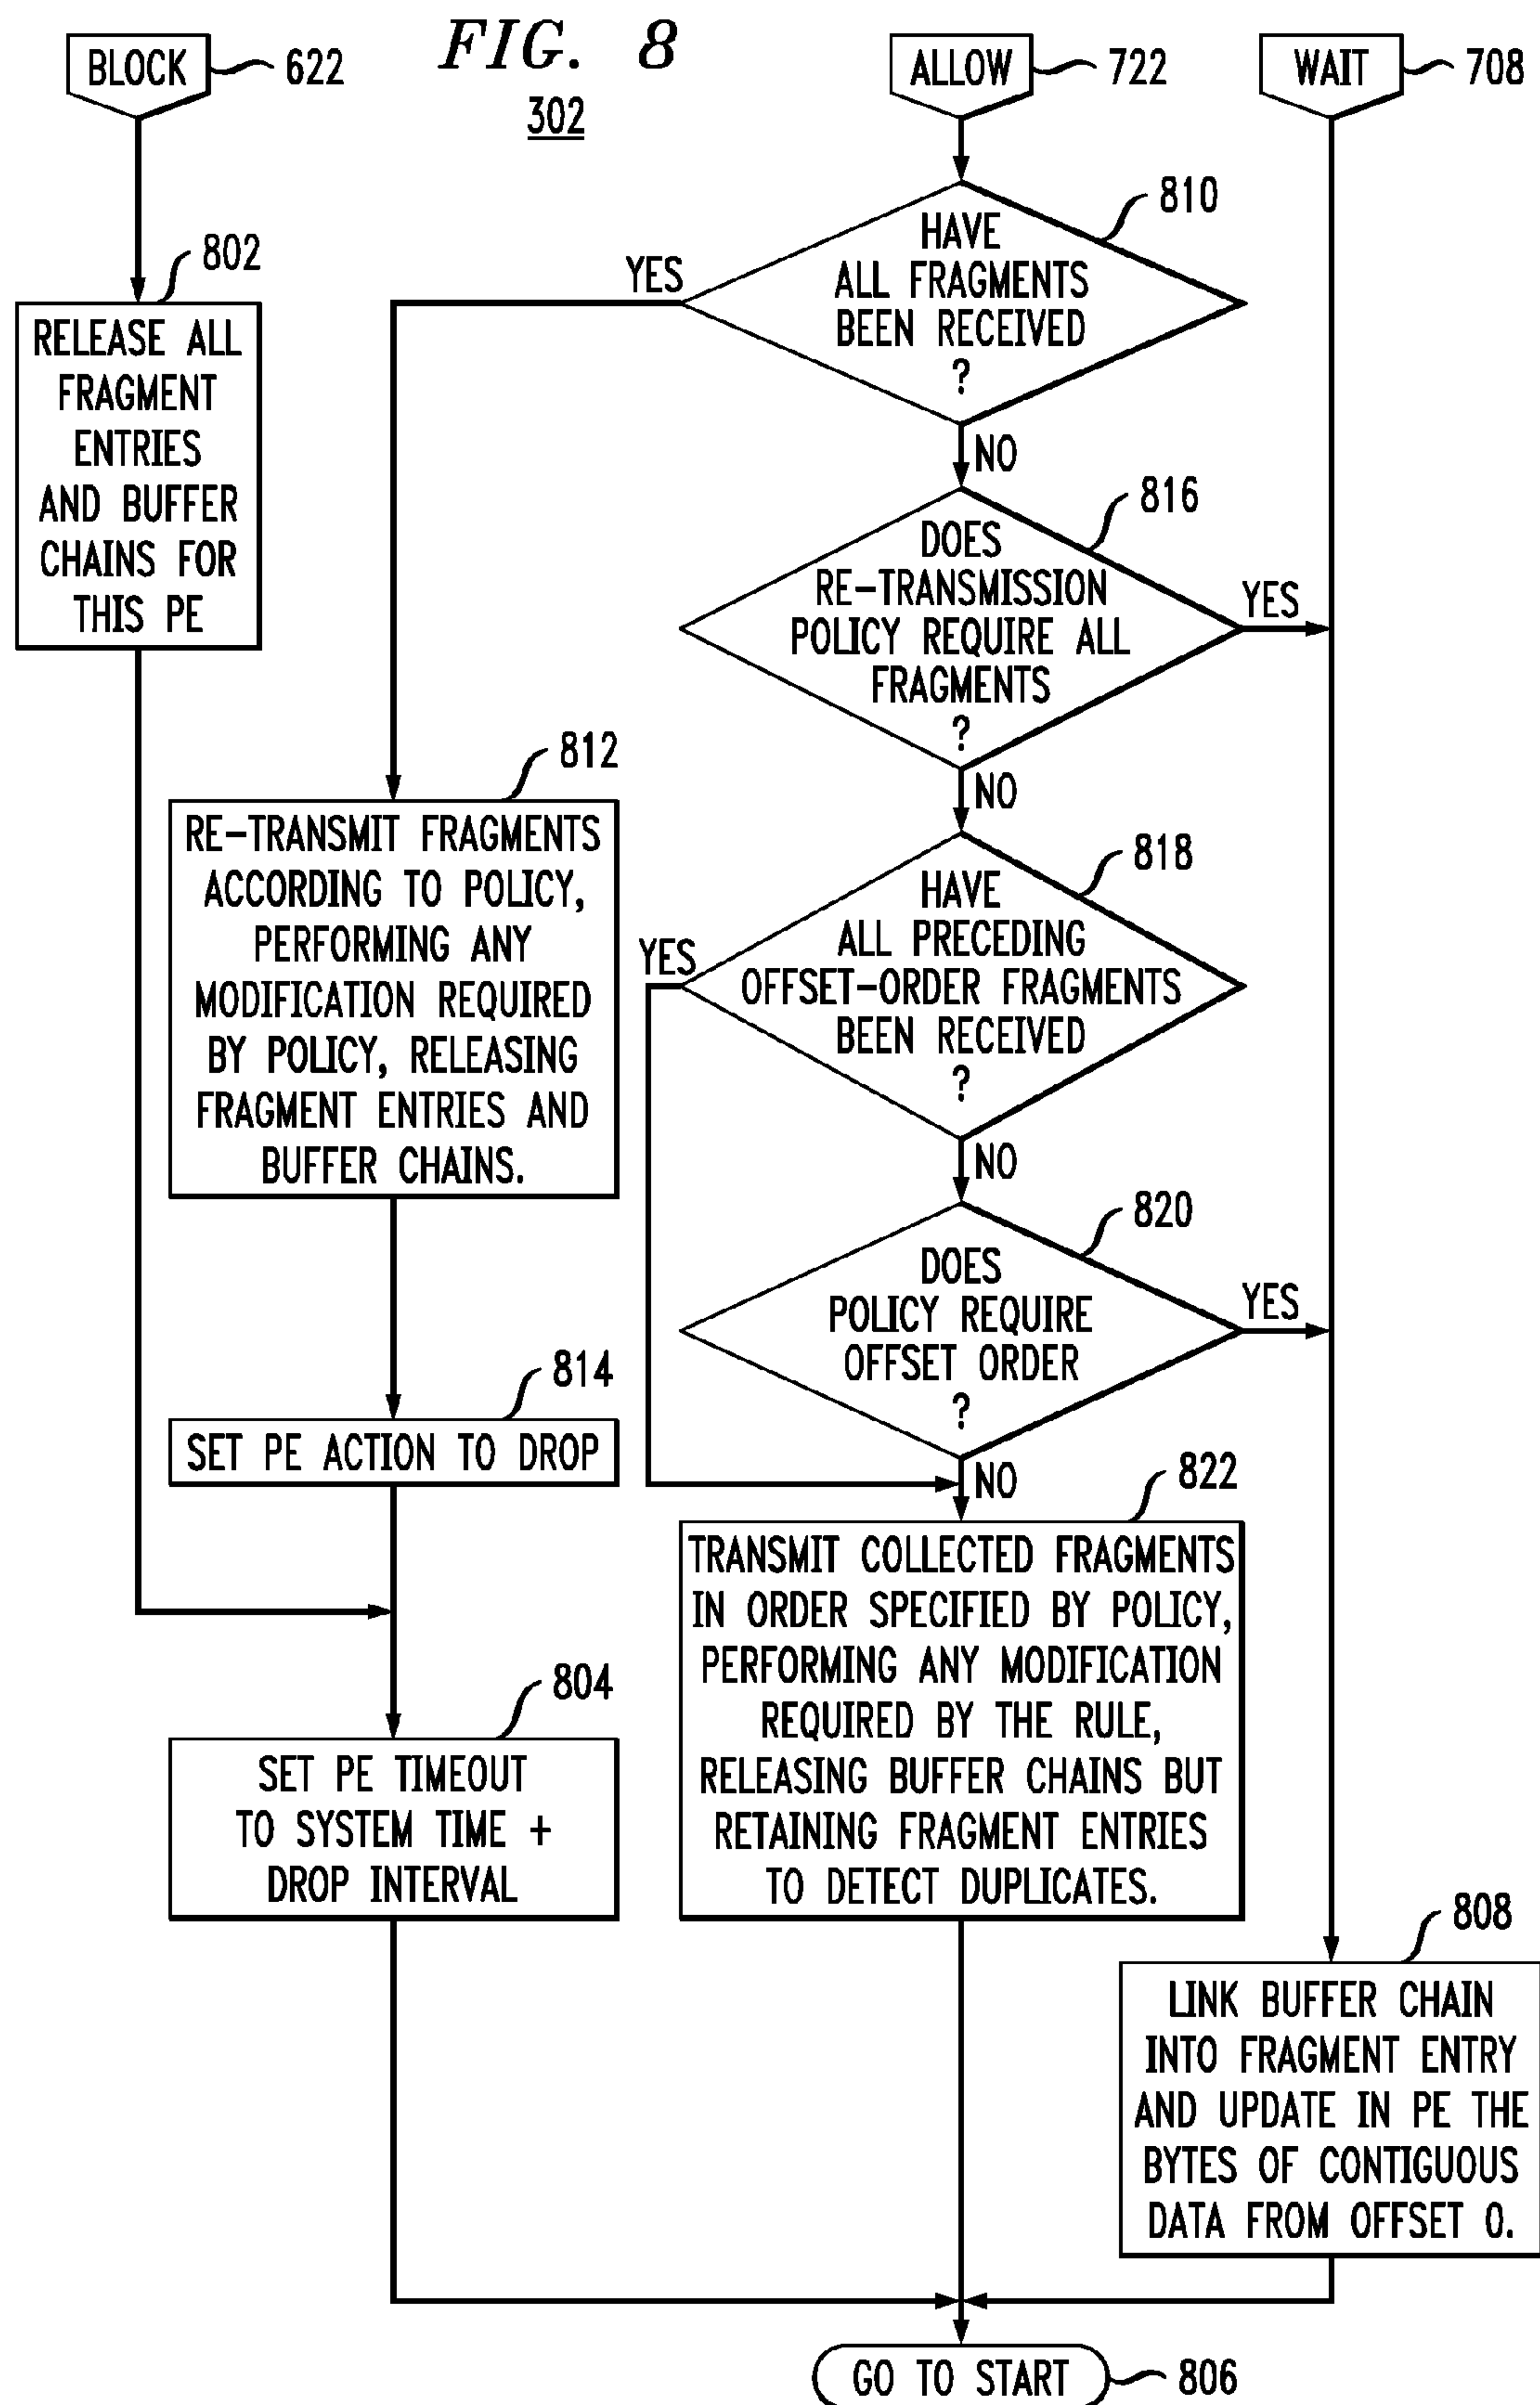 FIG. 8
302
BLOCK
622
ALLOW
722
WAIT
708
810
HAVE
ALL FRAGMENTS
BEEN RECEIVED
?
YES
NO
802
RELEASE ALL
FRAGMENT
ENTRIES
AND BUFFER
CHAINS FOR
THIS PE
816
DOES
RE-TRANSMISSION
POLICY REQUIRE ALL
FRAGMENTS
?
YES
NO
812
RE-TRANSMIT FRAGMENTS
ACCORDING TO POLICY,
PERFORMING ANY
MODIFICATION REQUIRED
BY POLICY, RELEASING
FRAGMENT ENTRIES AND
BUFFER CHAINS.
818
HAVE
ALL PRECEDING
OFFSET-ORDER FRAGMENTS
BEEN RECEIVED
?
YES
NO
820
DOES
POLICY REQUIRE
OFFSET ORDER
?
YES
NO
814
SET PE ACTION TO DROP
822
TRANSMIT COLLECTED FRAGMENTS
IN ORDER SPECIFIED BY POLICY,
PERFORMING ANY MODIFICATION
REQUIRED BY THE RULE,
RELEASING BUFFER CHAINS BUT
RETAINING FRAGMENT ENTRIES
TO DETECT DUPLICATES.
804
SET PE TIMEOUT
TO SYSTEM TIME +
DROP INTERVAL
808
LINK BUFFER CHAIN
INTO FRAGMENT ENTRY
AND UPDATE IN PE THE
BYTES OF CONTIGUOUS
DATA FROM OFFSET 0.
GO TO START
806